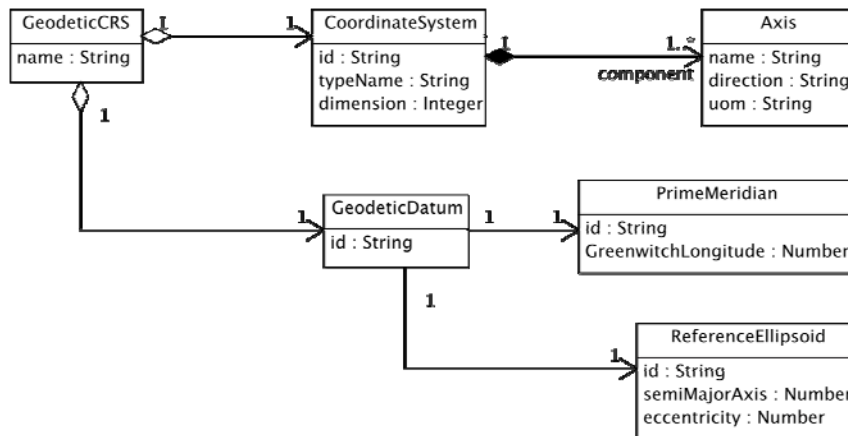 GeodeticCRS
name : String
1
1
CoordinateSystem
id : String
typeName : String
dimension : Integer
1
1..*
component
Axis
name : String
direction : String
uom : String
1
1
GeodeticDatum
id : String
1
1
PrimeMeridian
id : String
GreenwitchLongitude : Number
1
1
ReferenceEllipsoid
id : String
semiMajorAxis : Number
eccentricity : Number